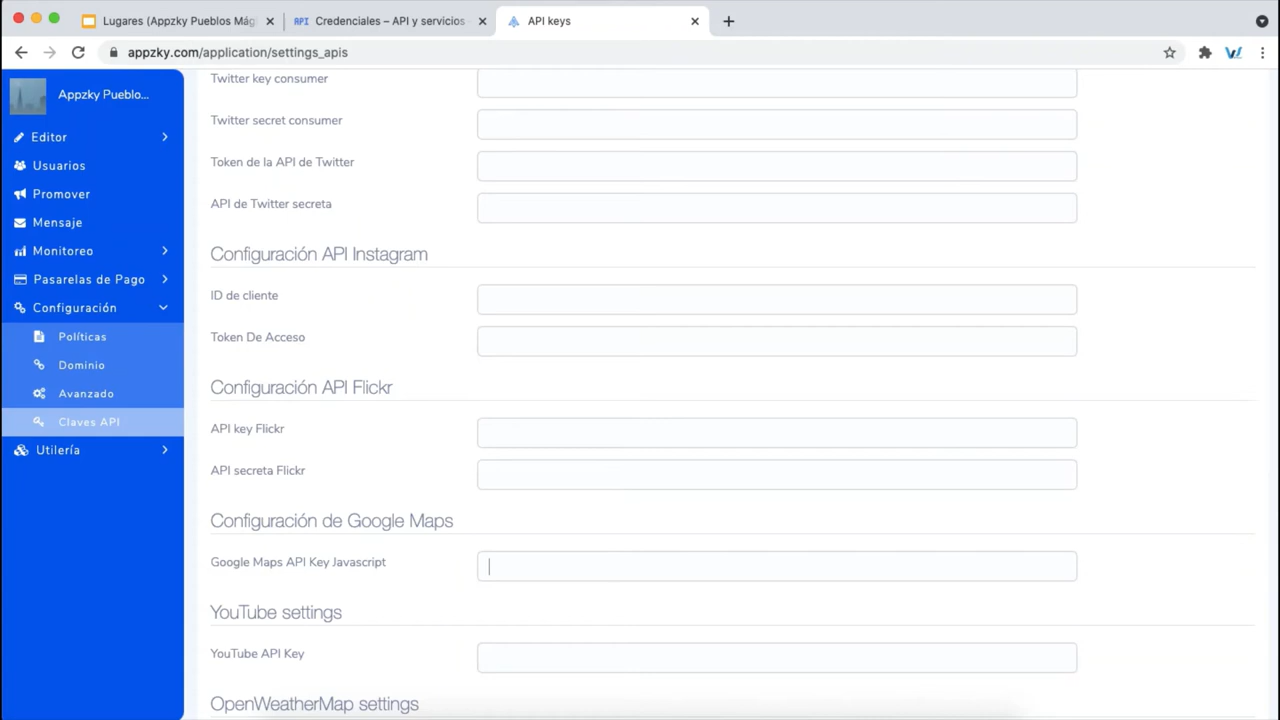 Lugares (Appzky Pueblos Mág
API Credenciales – API y servicios
API keys
appzky.com/application/settings_apis
Appzky Pueblo...
Editor
Usuarios
Promover
Mensaje
Monitoreo
Pasarelas de Pago
Configuración
Políticas
Dominio
Avanzado
Claves API
Utilería
Twitter key consumer
Twitter secret consumer
Token de la API de Twitter
API de Twitter secreta
Configuración API Instagram
ID de cliente
Token De Acceso
Configuración API Flickr
API key Flickr
API secreta Flickr
Configuración de Google Maps
Google Maps API Key Javascript
YouTube settings
YouTube API Key
OpenWeatherMap settings